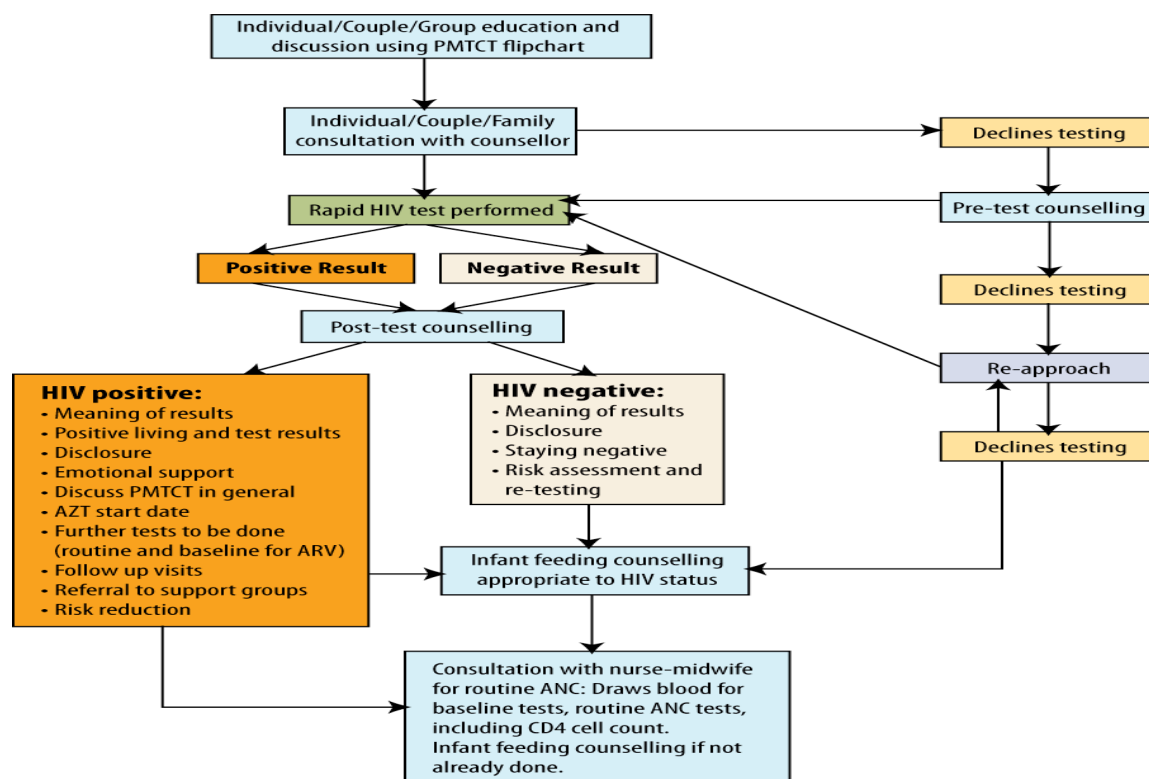 Individual/Couple/Group education and
discussion using PMTCT flipchart
Individual/Couple/Family
consultation with counsellor
Declines testing
Rapid HIV test performed
Pre-test counselling
Positive Result
Negative Result
Declines testing
Post-test counselling
Re-approach
Declines testing
HIV positive:
• Meaning of results
• Positive living and test results
• Disclosure
• Emotional support
• Discuss PMTCT in general
• AZT start date
• Further tests to be done
(routine and baseline for ARV)
• Follow up visits
• Referral to support groups
• Risk reduction
HIV negative:
• Meaning of results
• Disclosure
• Staying negative
• Risk assessment and
re-testing
Infant feeding counselling
appropriate to HIV status
Consultation with nurse-midwife
for routine ANC: Draws blood for
baseline tests, routine ANC tests,
including CD4 cell count.
Infant feeding counselling if not
already done.